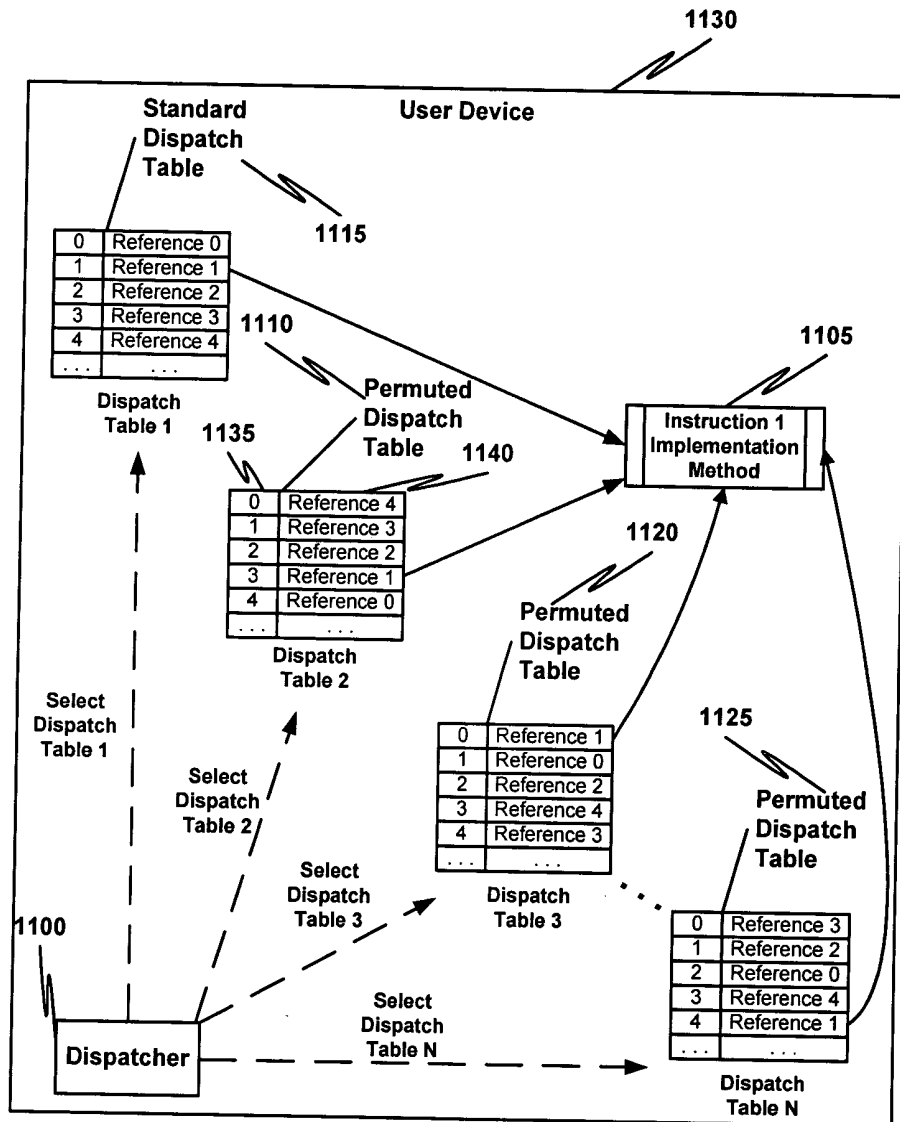 1130
User Device
Standard
Dispatch
Table
1115
0 Reference 0
1 Reference 1
2 Reference 2
3 Reference 3
4 Reference 4
... ...
Dispatch
Table 1
1110
Permuted
Dispatch
Table
1105
Instruction 1
Implementation
Method
1135
1140
0 Reference 4
1 Reference 3
2 Reference 2
3 Reference 1
4 Reference 0
... ...
Dispatch
Table 2
1120
Permuted
Dispatch
Table
0 Reference 1
1 Reference 0
2 Reference 2
3 Reference 4
4 Reference 3
... ...
Dispatch
Table 3
1125
Permuted
Dispatch
Table
0 Reference 3
1 Reference 2
2 Reference 0
3 Reference 4
4 Reference 1
... ...
Dispatch
Table N
Select
Dispatch
Table 1
Select
Dispatch
Table 2
Select
Dispatch
Table 3
Select
Dispatch
Table N
1100
Dispatcher